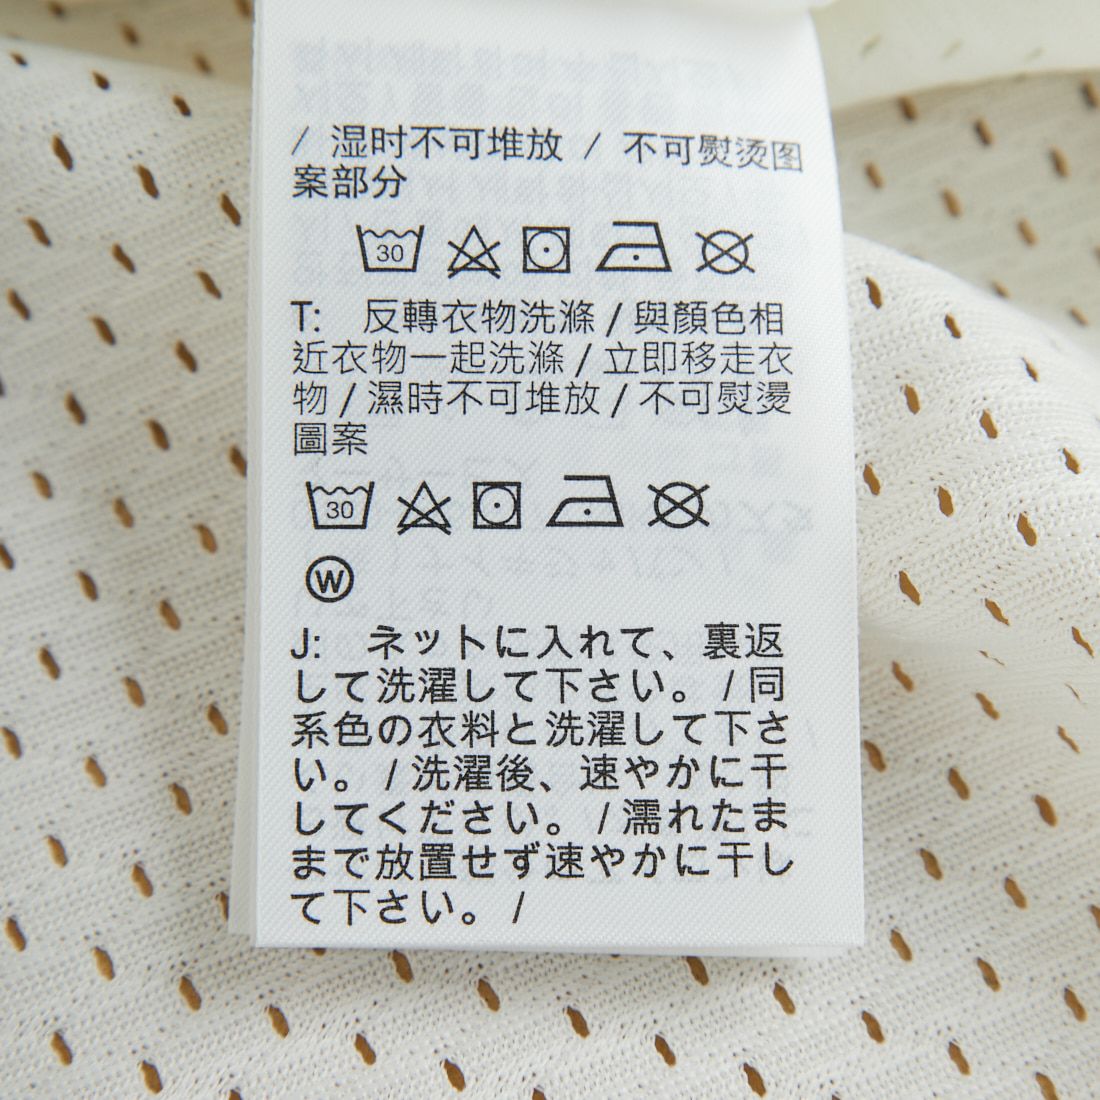 / 湿时不可堆放 / 不可熨烫图
案部分
30
T: 反轉衣物洗滌 / 與顏色相
近衣物一起洗滌 / 立即移走衣
物 / 濕時不可堆放 / 不可熨燙
圖案
30
W
J: ネットに入れて、裏返
して洗濯して下さい。 / 同
系色の衣料と洗濯して下さ
い。 / 洗濯後、速やかに干
してください。 / 濡れたま
まで放置せず速やかに干し
て下さい。 /